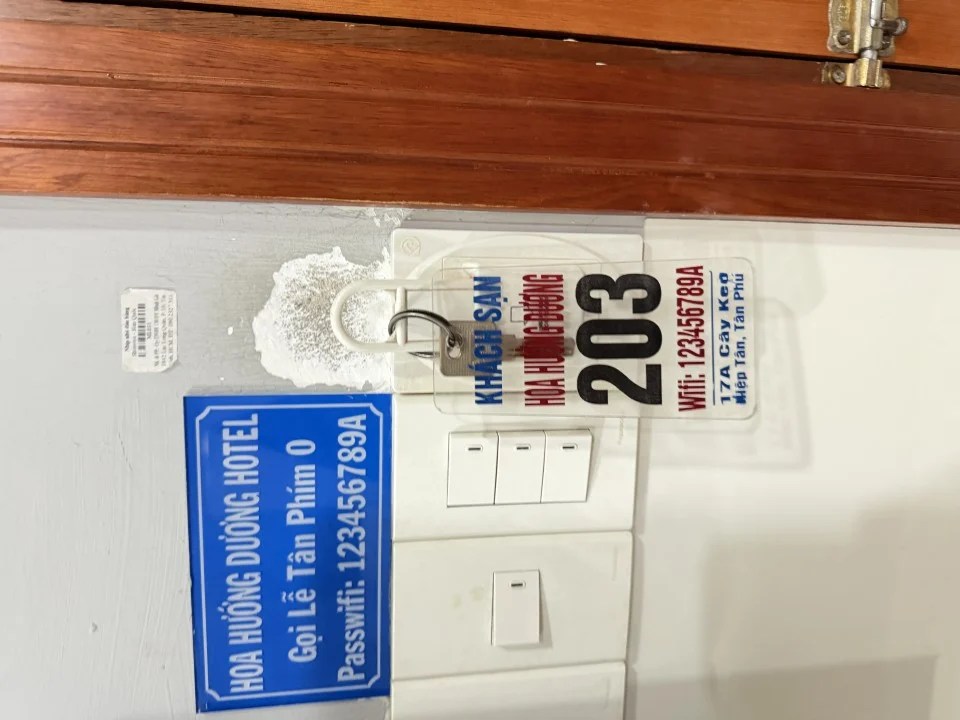 HOA HƯỚNG DƯƠNG HOTEL
Gọi Lễ Tân Phím 0
Passwifi: 123456789A
KHÁCH SẠN
HOA HƯỚNG DƯƠNG
203
Wifi: 123456789A
17A Cây Keo
Hiệp Tân, Tân Phú